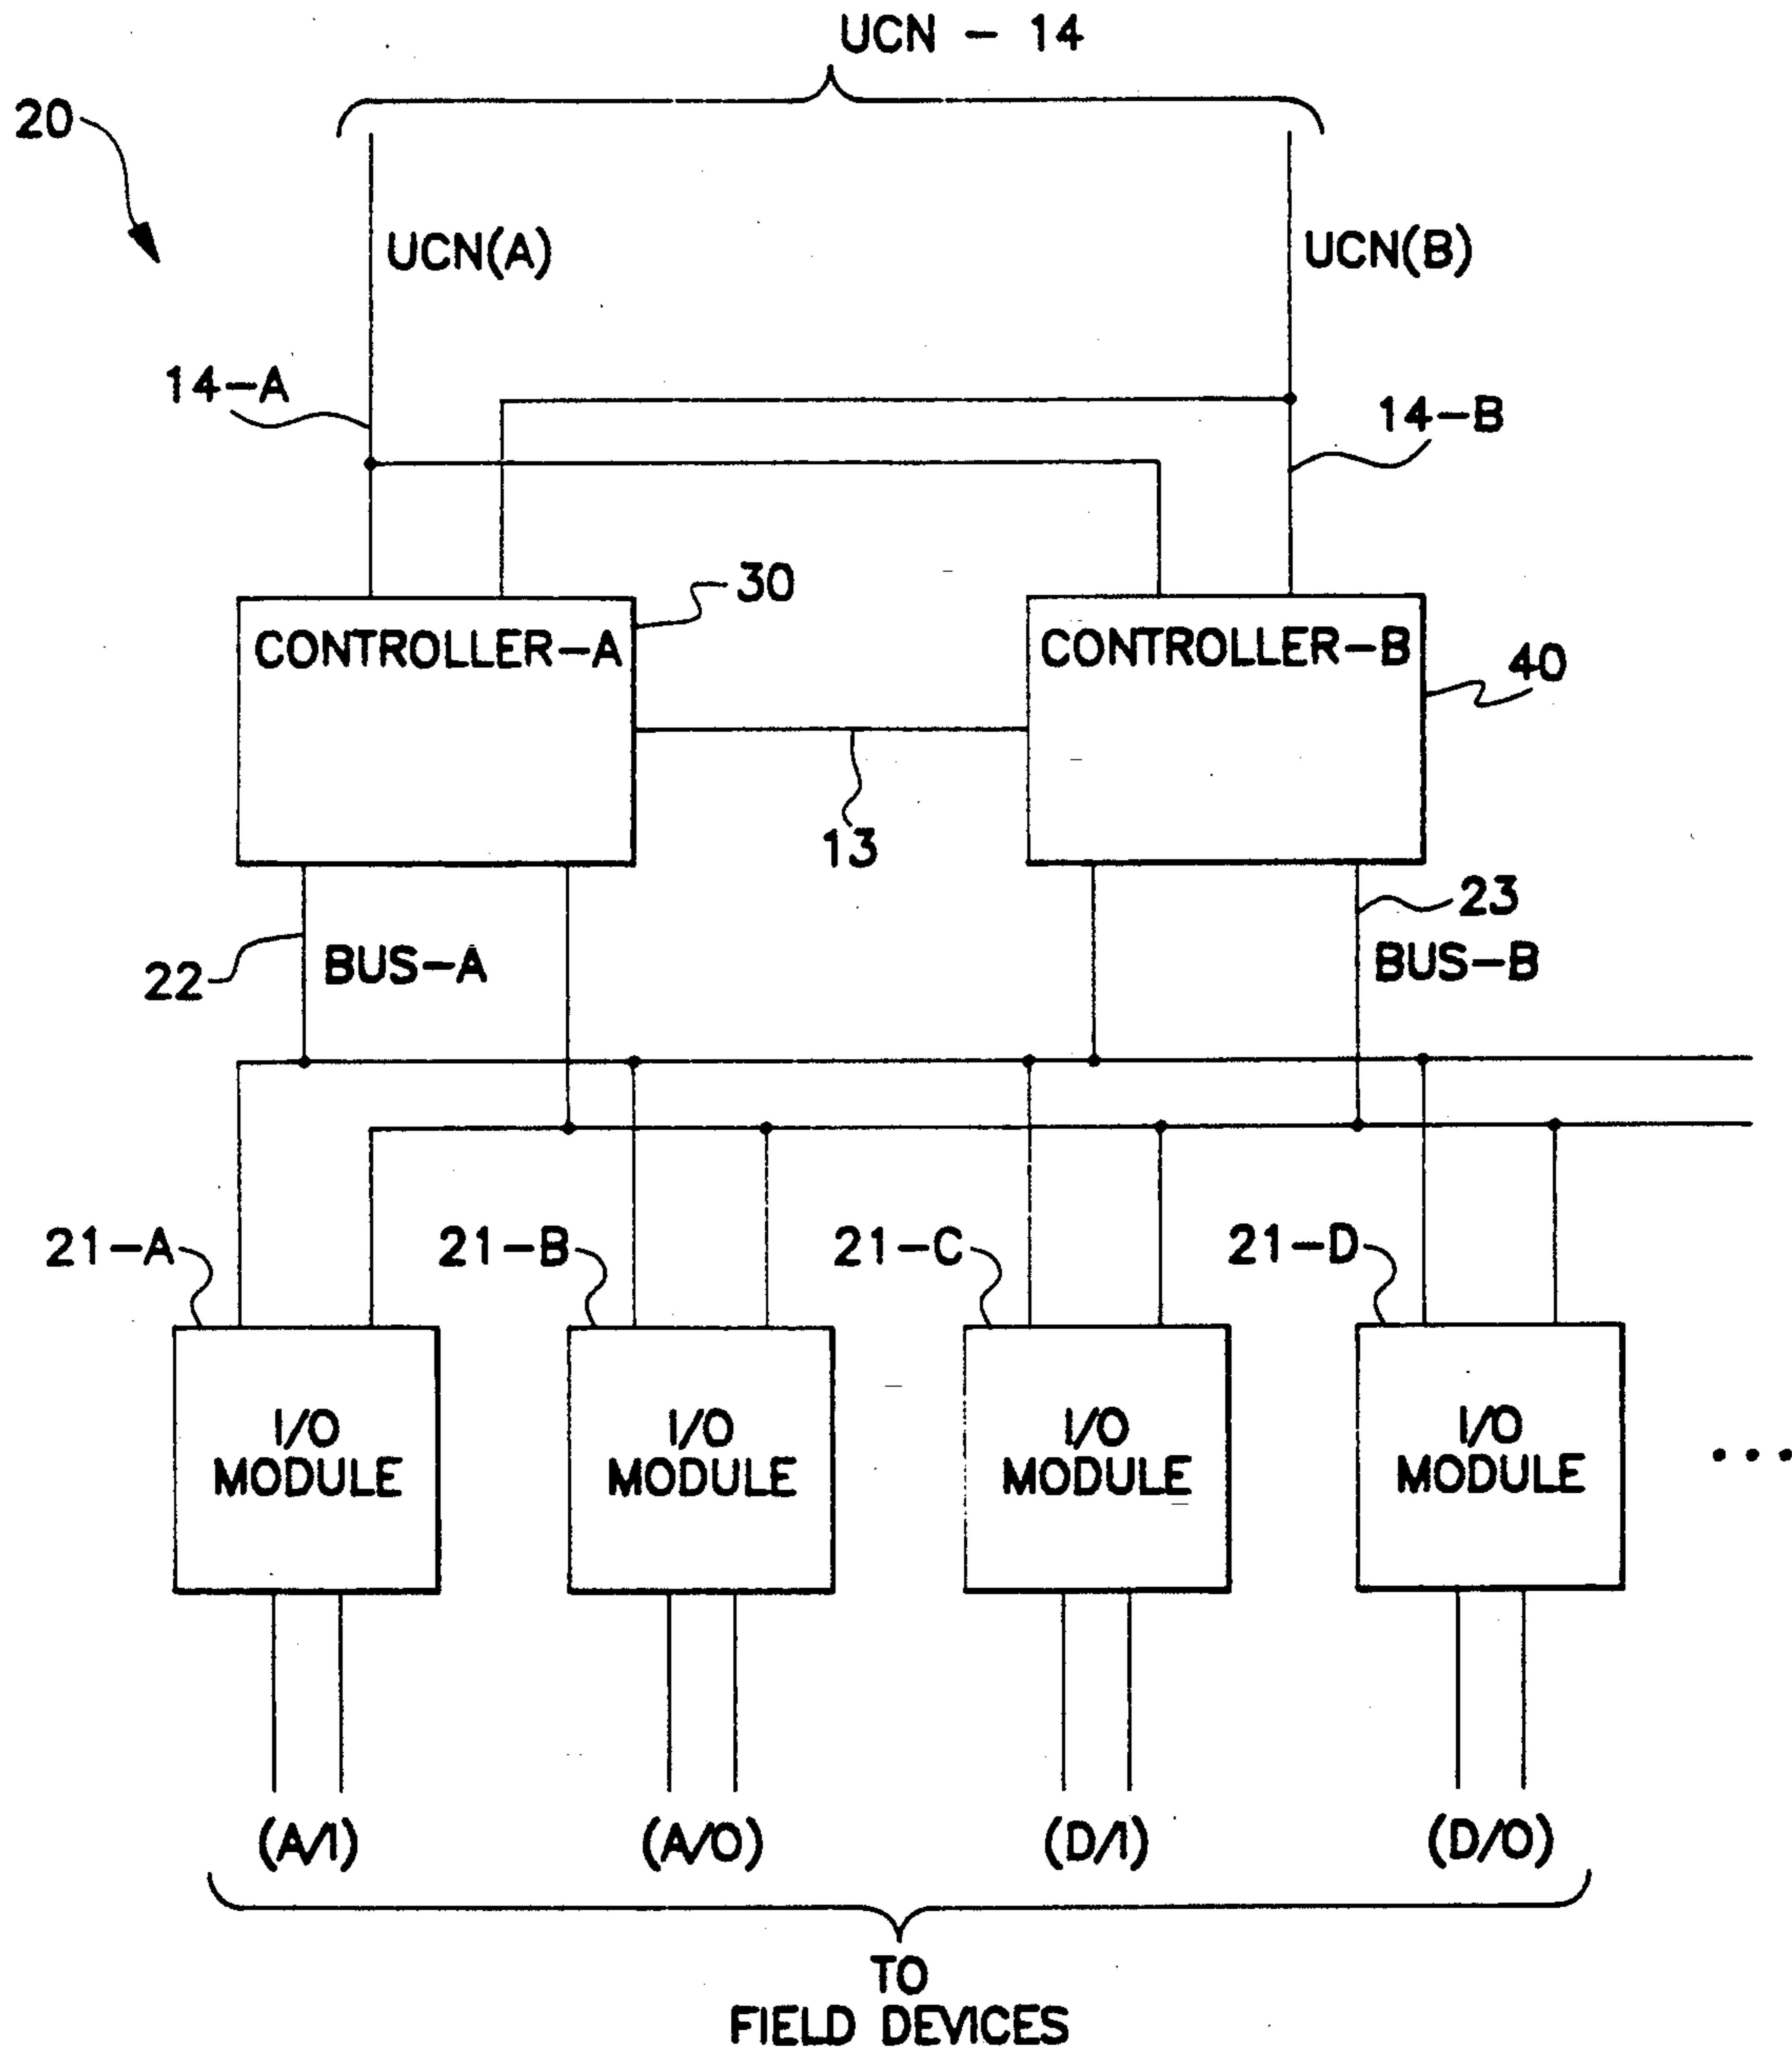 UCN - 14
20
UCN(A)
UCN(B)
14-A
14-B
30
CONTROLLER-A
CONTROLLER-B
40
13
23
22
BUS-A
BUS-B
21-A
21-B
21-C
21-D
I/O
MODULE
I/O
MODULE
I/O
MODULE
I/O
MODULE
...
(A/I)
(A/O)
(D/I)
(D/O)
TO
FIELD DEVICES